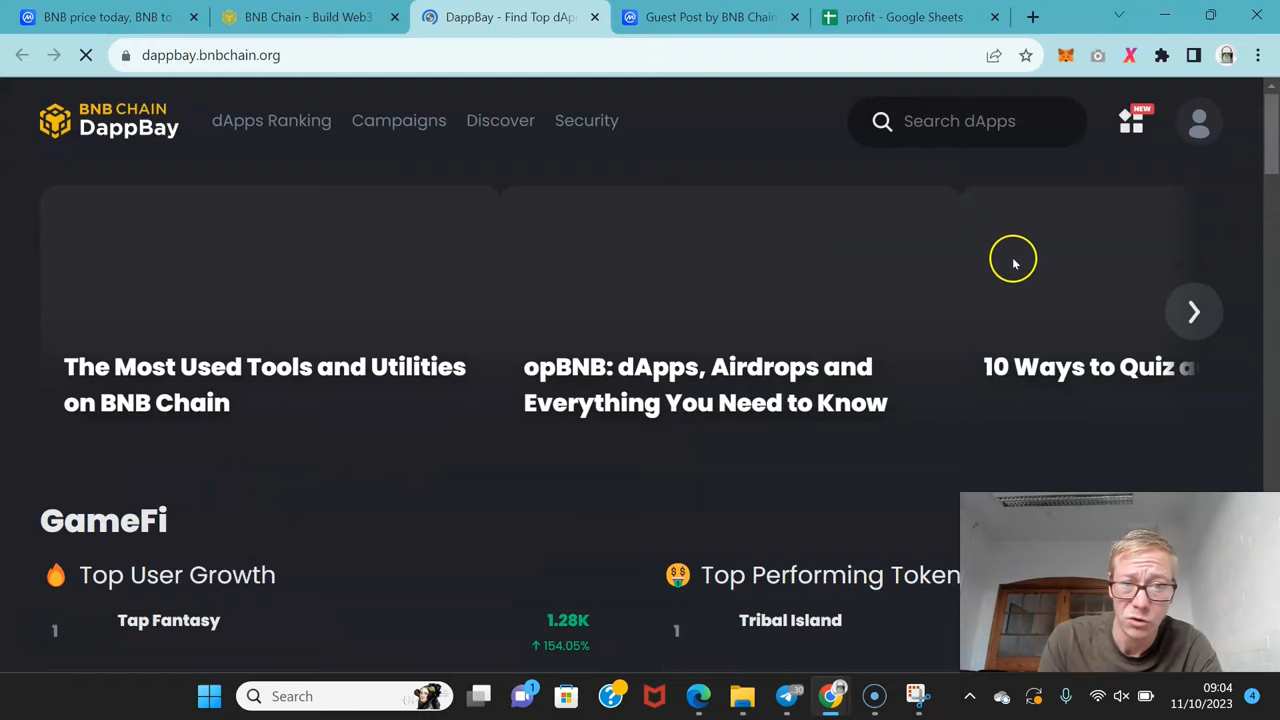 BNB price today, BNB to
BNB Chain - Build Web3
DappBay - Find Top dAp
Guest Post by BNB Chain
profit - Google Sheets
dappbay.bnbchain.org
BNB CHAIN
DappBay
dApps Ranking
Campaigns
Discover
Security
Search dApps
NEW
The Most Used Tools and Utilities
on BNB Chain
opBNB: dApps, Airdrops and
Everything You Need to Know
10 Ways to Quiz a
GameFi
Top User Growth
Top Performing Token
1
Tap Fantasy
1.28K
↑ 154.05%
1
Tribal Island
Search
1
30
09:04
11/10/2023
4